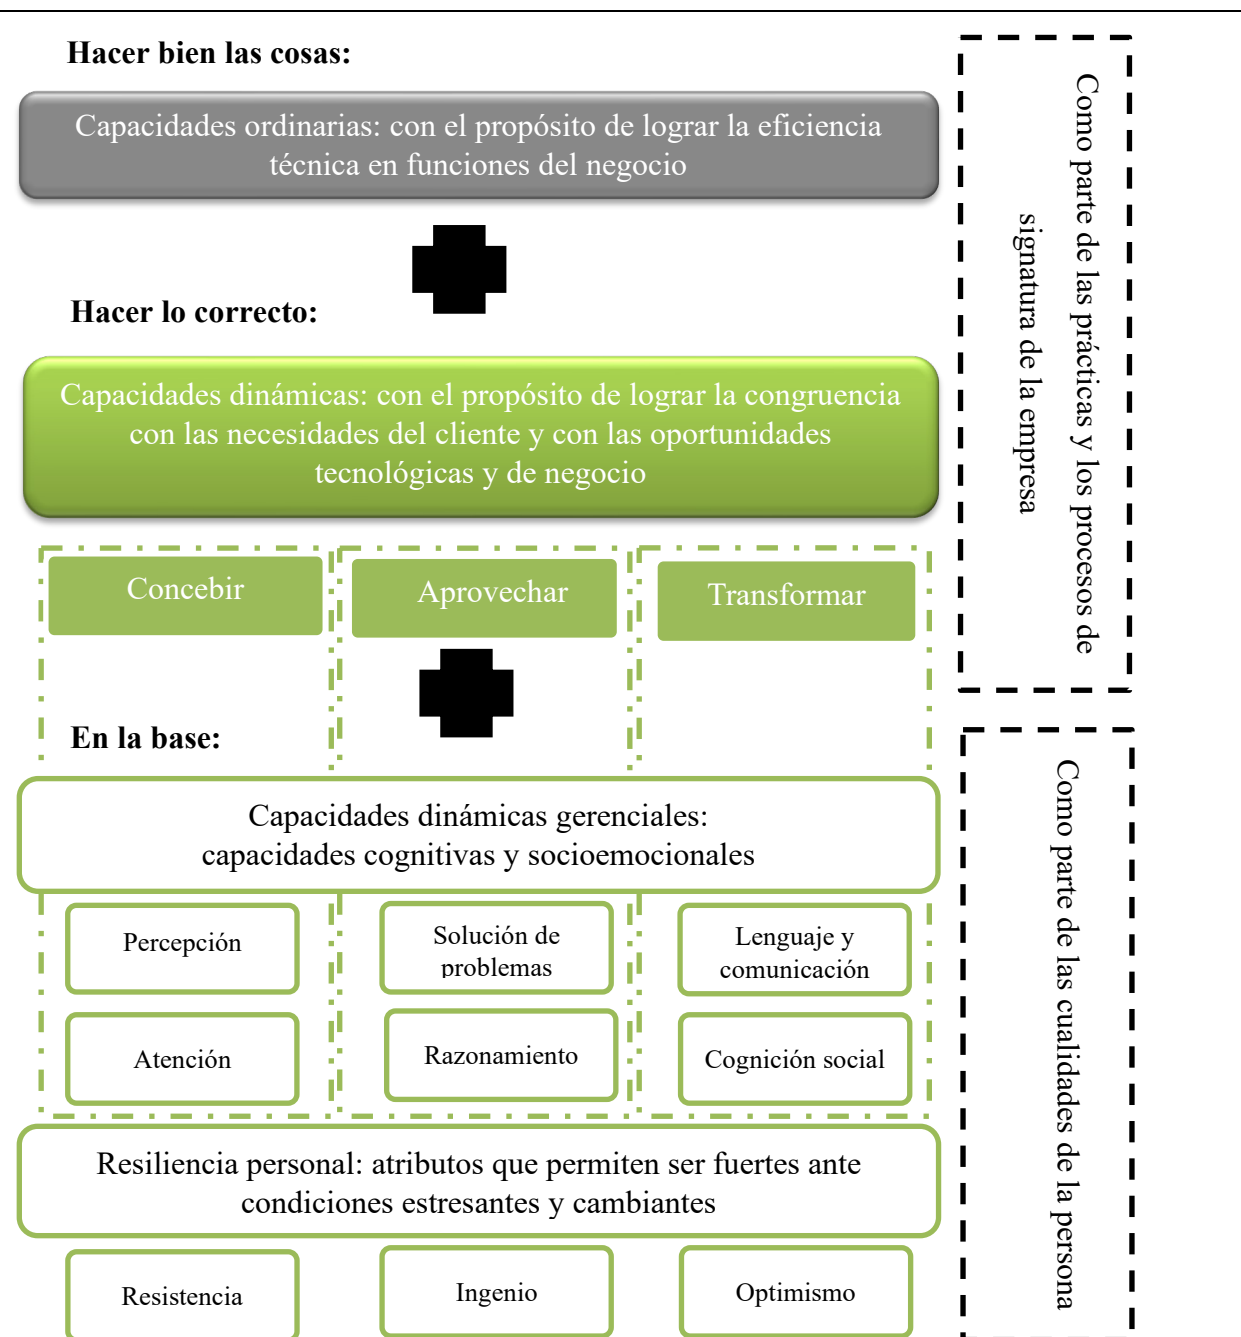 Hacer bien las cosas:
Capacidades ordinarias: con el propósito de lograr la eficiencia
técnica en funciones del negocio
Hacer lo correcto:
Capacidades dinámicas: con el propósito de lograr la congruencia
con las necesidades del cliente y con las oportunidades
tecnológicas y de negocio
Concebir
Aprovechar
Transformar
Como parte de las prácticas y los procesos de
signatura de la empresa
En la base:
Capacidades dinámicas gerenciales:
capacidades cognitivas y socioemocionales
Percepción
Solución de
problemas
Lenguaje y
comunicación
Atención
Razonamiento
Cognición social
Resiliencia personal: atributos que permiten ser fuertes ante
condiciones estresantes y cambiantes
Resistencia
Ingenio
Optimismo
Como parte de las cualidades de la persona